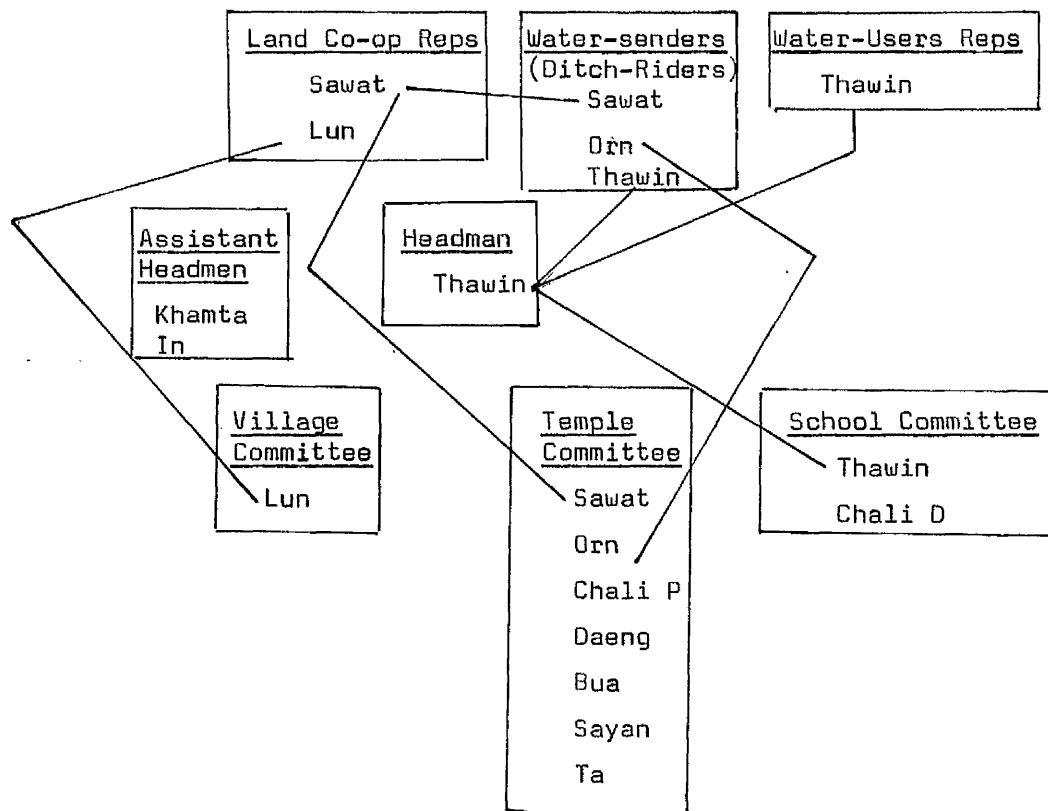 Land Co-op Reps
Sawat
Lun
Water-senders
(Ditch-Riders)
Sawat
Orn
Thawin
Water-Users Reps
Thawin
Assistant
Headmen
Khamta
In
Headman
Thawin
Village
Committee
Lun
Temple
Committee
Sawat
Orn
Chali P
Daeng
Bua
Sayan
Ta
School Committee
Thawin
Chali D